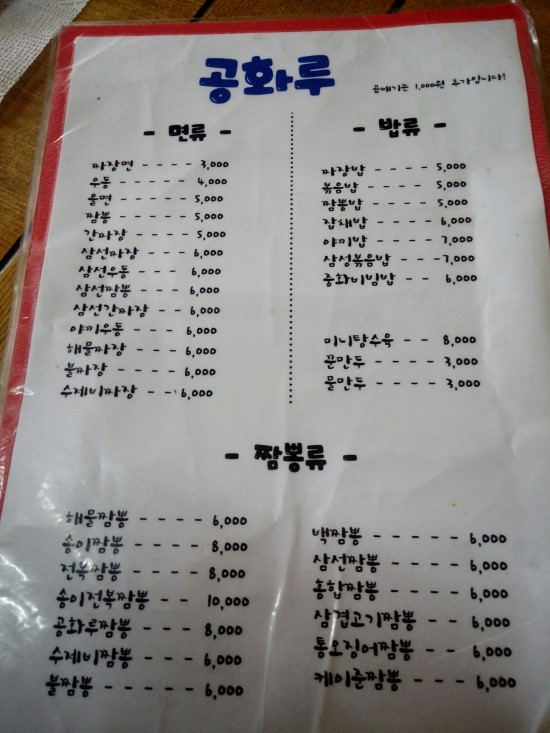 공화루
곱배기는 1,000원 추가입니다!
- 면류 -
짜장면 - - - - 3,000
우동 - - - - - 4,000
울면 - - - - - 5,000
짬뽕 - - - - - 5,000
간짜장 - - - - 5,000
삼선짜장 - - - 6,000
삼선우동 - - - 6,000
삼선짬뽕 - - - 6,000
삼선간짜장 - - 6,000
야끼우동 - - - 6,000
해물짜장 - - - 6,000
불짜장 - - - - 6,000
수제비짜장 - - 6,000
- 밥류 -
짜장밥 - - - - 5,000
볶음밥 - - - - 5,000
짬뽕밥 - - - - 5,000
잡채밥 - - - - 6,000
야끼밥 - - - - 7,000
삼성볶음밥 - - -7,000
중화비빔밥 - - 6,000
미니탕수육 - - 8,000
군만두 - - - - 3,000
물만두 - - - - 3,000
- 짬뽕류 -
해물짬뽕 - - - - 6,000
송이짬뽕 - - - - 8,000
전복짬뽕 - - - - 8,000
송이전복짬뽕 - - 10,000
공화루짬뽕 - - - 8,000
수제비짬뽕 - - - 6,000
불짬뽕 - - - - - 6,000
백짬뽕 - - - - - 6,000
삼선짬뽕 - - - - 6,000
홍합짬뽕 - - - - 6,000
삼겹고기짬뽕 - - 6,000
통오징어짬뽕 - - 6,000
케이준짬뽕 - - - 6,000